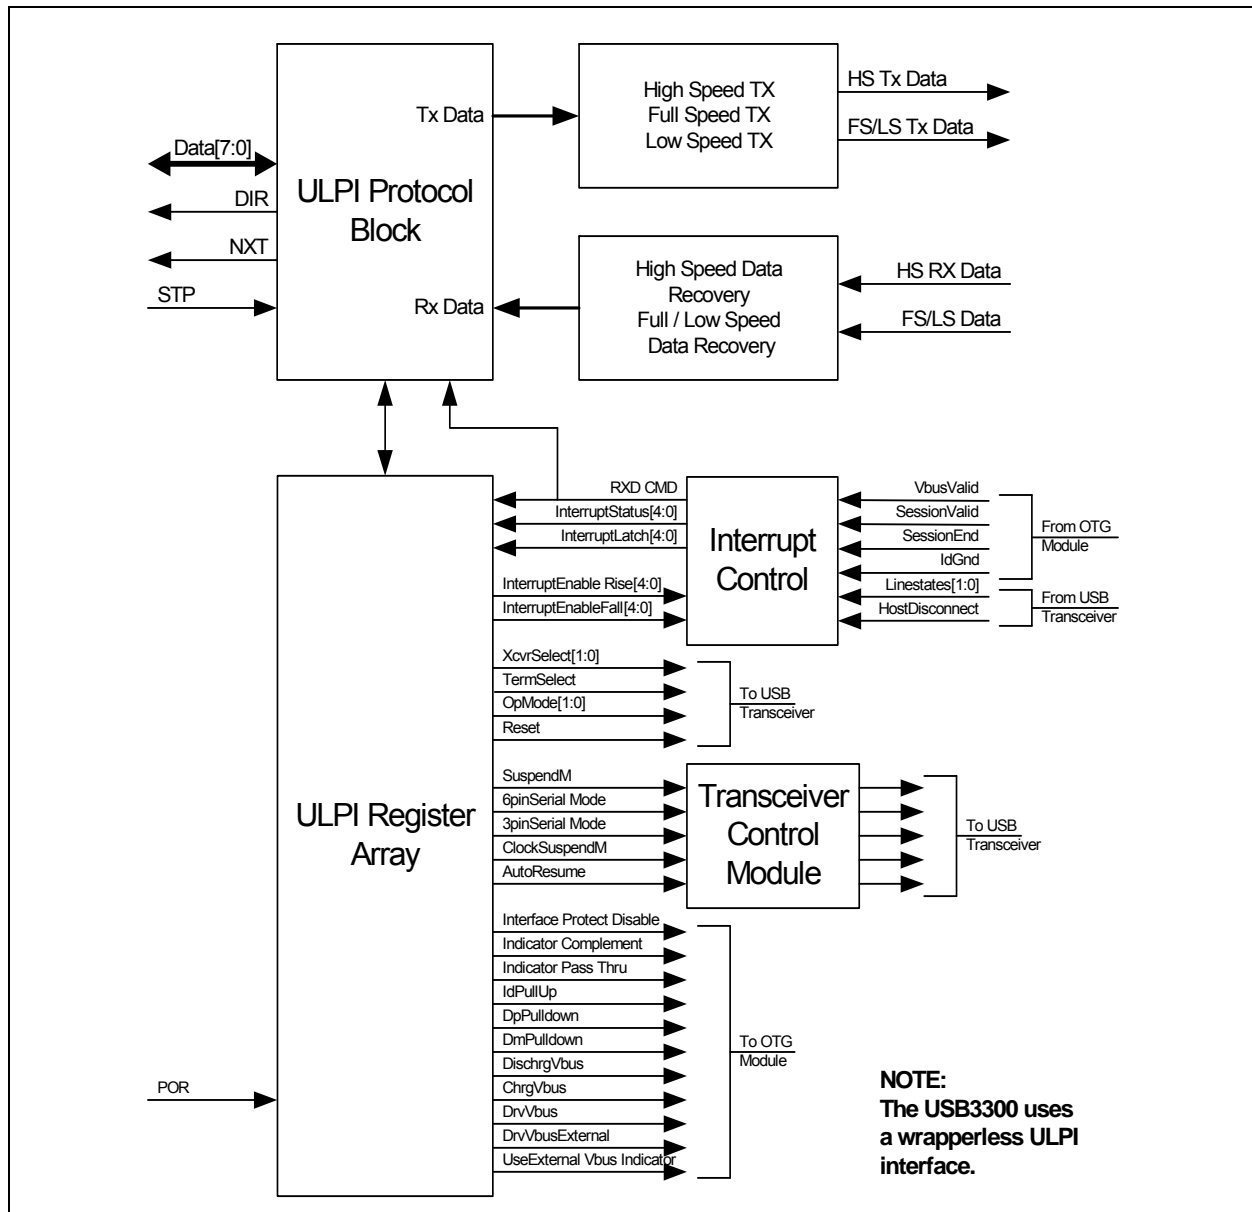 High Speed TX
Full Speed TX
Low Speed TX
HS Tx Data
FS/LS Tx Data
Tx Data
Data[7:0]
DIR
NXT
STP
ULPI Protocol
Block
Rx Data
High Speed Data
Recovery
Full / Low Speed
Data Recovery
HS RX Data
FS/LS Data
RXD CMD
InterruptStatus[4:0]
InterruptLatch[4:0]
InterruptEnable Rise[4:0]
InterruptEnableFall[4:0]
Interrupt
Control
VbusValid
SessionValid
SessionEnd
IdGnd
Linestates[1:0]
HostDisconnect
From OTG
Module
From USB
Transceiver
XcvrSelect[1:0]
TermSelect
OpMode[1:0]
Reset
To USB
Transceiver
ULPI Register
Array
SuspendM
6pinSerial Mode
3pinSerial Mode
ClockSuspendM
AutoResume
Transceiver
Control
Module
To USB
Transceiver
Interface Protect Disable
Indicator Complement
Indicator Pass Thru
IdPullUp
DpPulldown
DmPulldown
DischrgVbus
ChrgVbus
DrvVbus
DrvVbusExternal
UseExternal Vbus Indicator
To OTG
Module
POR
NOTE:
The USB3300 uses
a wrapperless ULPI
interface.